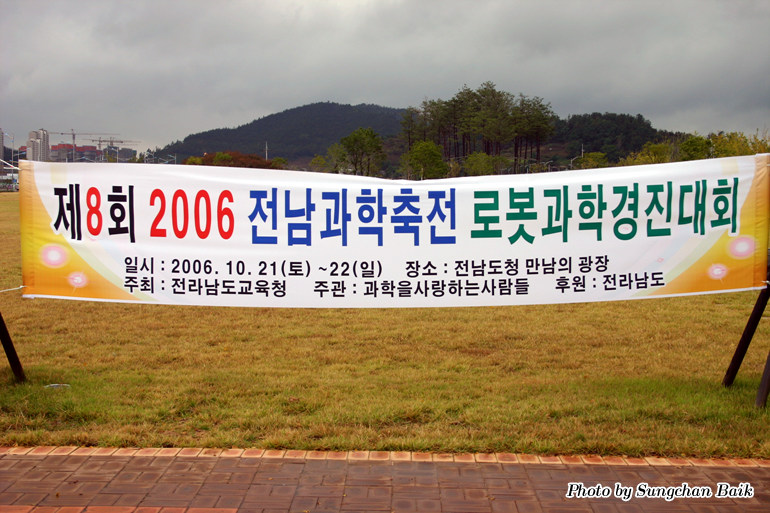 제8회 2006 전남과학축전 로봇과학경진대회
일시 : 2006. 10. 21(토) ~22(일) 장소 : 전남도청 만남의 광장
주최 : 전라남도교육청 주관 : 과학을사랑하는사람들 후원 : 전라남도
Photo by Sungchan Baik